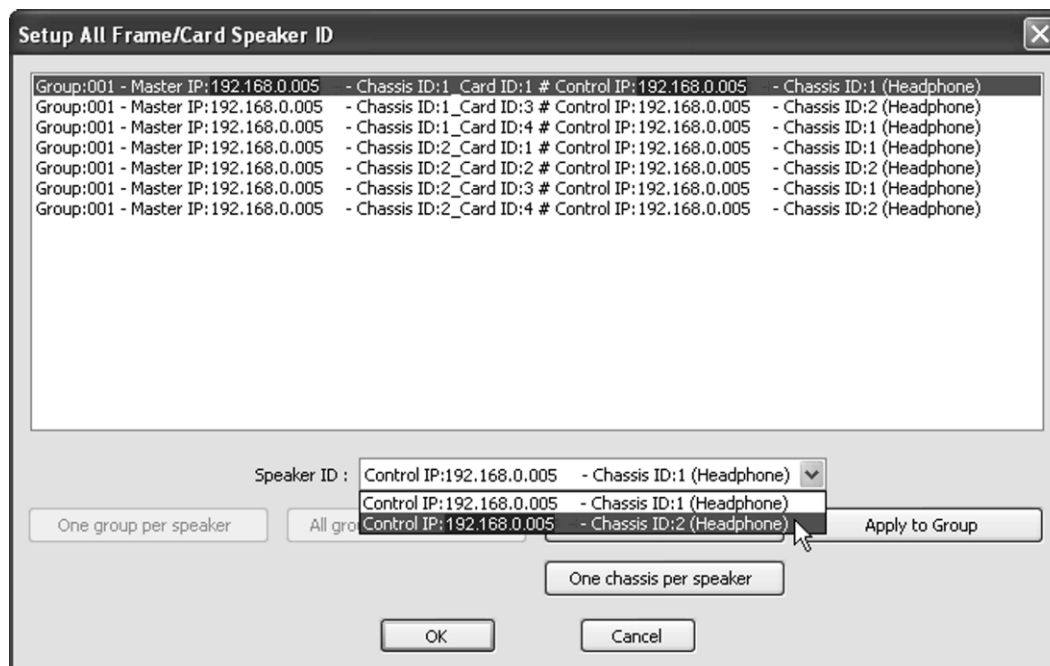 Setup All Frame/Card Speaker ID
Group:001 - Master IP:192.168.0.005 - Chassis ID:1_Card ID:1 # Control IP:192.168.0.005 - Chassis ID:1 (Headphone)
Group:001 - Master IP:192.168.0.005 - Chassis ID:1_Card ID:3 # Control IP:192.168.0.005 - Chassis ID:2 (Headphone)
Group:001 - Master IP:192.168.0.005 - Chassis ID:1_Card ID:4 # Control IP:192.168.0.005 - Chassis ID:1 (Headphone)
Group:001 - Master IP:192.168.0.005 - Chassis ID:2_Card ID:1 # Control IP:192.168.0.005 - Chassis ID:1 (Headphone)
Group:001 - Master IP:192.168.0.005 - Chassis ID:2_Card ID:2 # Control IP:192.168.0.005 - Chassis ID:2 (Headphone)
Group:001 - Master IP:192.168.0.005 - Chassis ID:2_Card ID:3 # Control IP:192.168.0.005 - Chassis ID:1 (Headphone)
Group:001 - Master IP:192.168.0.005 - Chassis ID:2_Card ID:4 # Control IP:192.168.0.005 - Chassis ID:2 (Headphone)
Speaker ID : Control IP:192.168.0.005 - Chassis ID:1 (Headphone)
Control IP:192.168.0.005 - Chassis ID:1 (Headphone)
Control IP:192.168.0.005 - Chassis ID:2 (Headphone)
One group per speaker All Apply to Group
One chassis per speaker
OK Cancel